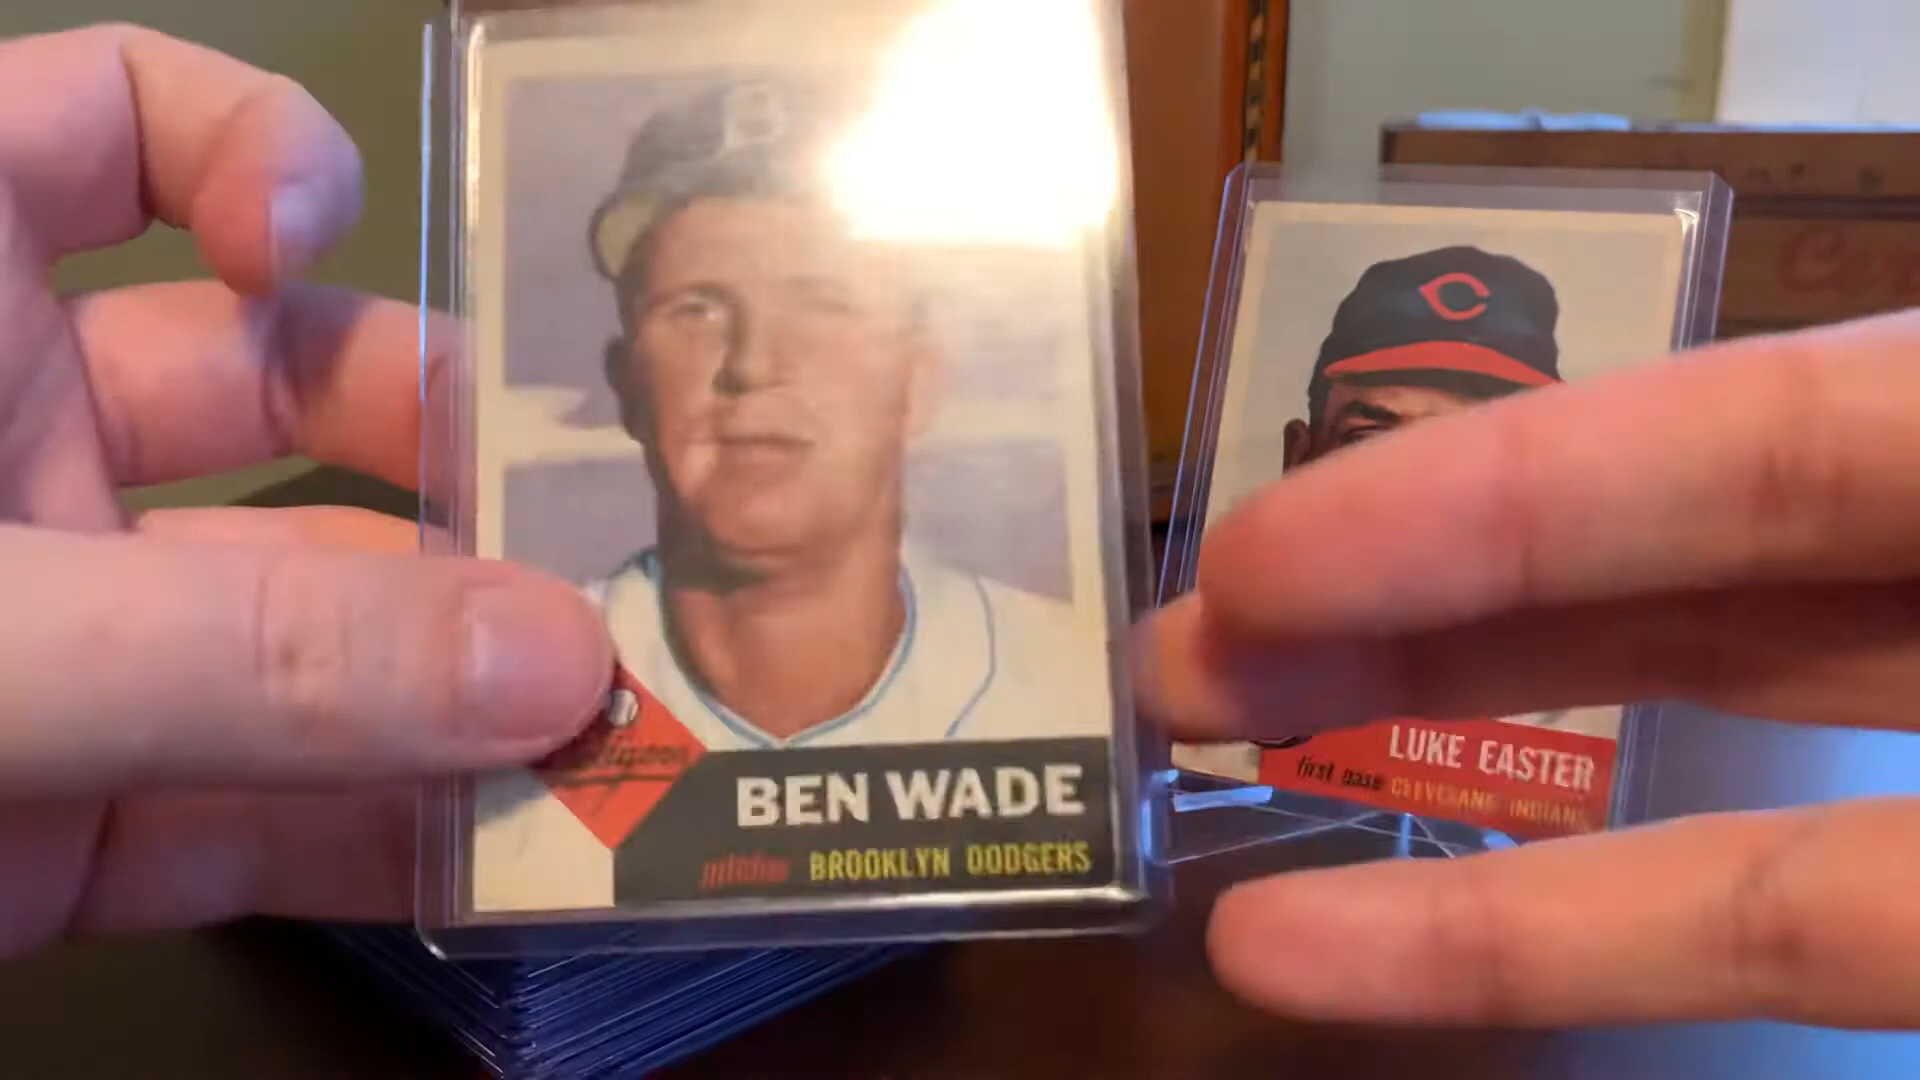 BEN WADE
pitcher BROOKLYN DODGERS
LUKE EASTER
first base CLEVELAND INDIANS